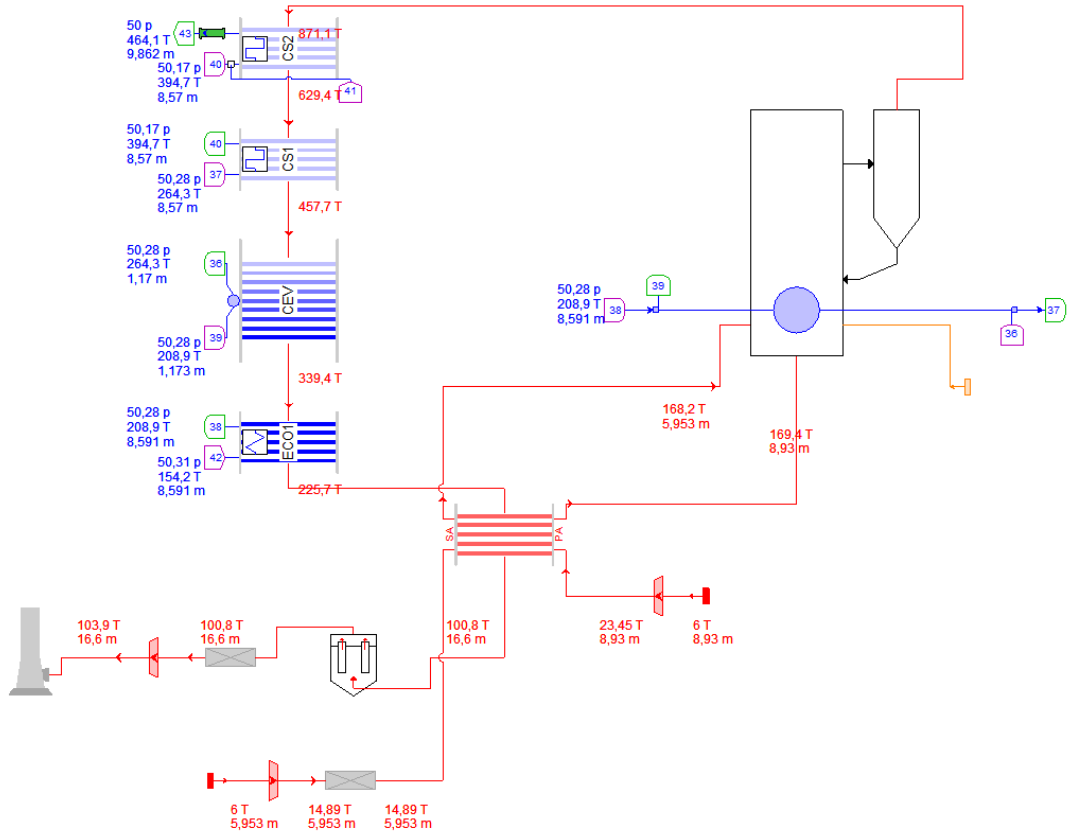 50 p
464,1 T
9,862 m
43
871,1 T
CS2
50,17 p
394,7 T
8,57 m
40
41
629,4 T
50,17 p
394,7 T
8,57 m
40
CS1
37
50,28 p
264,3 T
8,57 m
457,7 T
50,28 p
264,3 T
1,17 m
36
CEV
39
50,28 p
208,9 T
1,173 m
339,4 T
50,28 p
208,9 T
8,591 m
38
ECO1
42
50,31 p
154,2 T
8,591 m
225,7 T
50,28 p
208,9 T
8,591 m
38
39
36
37
168,2 T
5,953 m
169,4 T
8,93 m
SA
PA
103,9 T
16,6 m
100,8 T
16,6 m
100,8 T
16,6 m
23,45 T
8,93 m
6 T
8,93 m
6 T
5,953 m
14,89 T
5,953 m
14,89 T
5,953 m